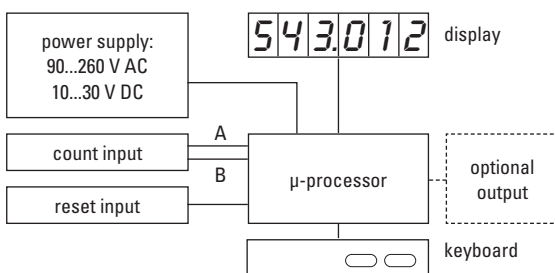 power supply:
90...260 V AC
10...30 V DC
543.012
display
count input
A
B
reset input
µ-processor
optional
output
keyboard